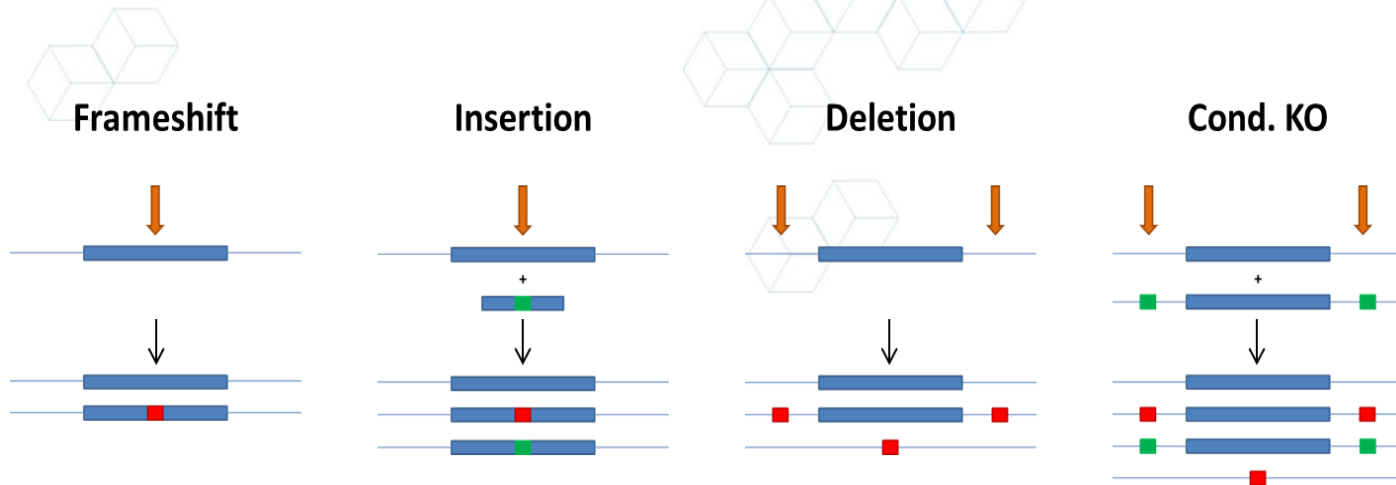 Frameshift
Insertion
Deletion
Cond. KO
+
+